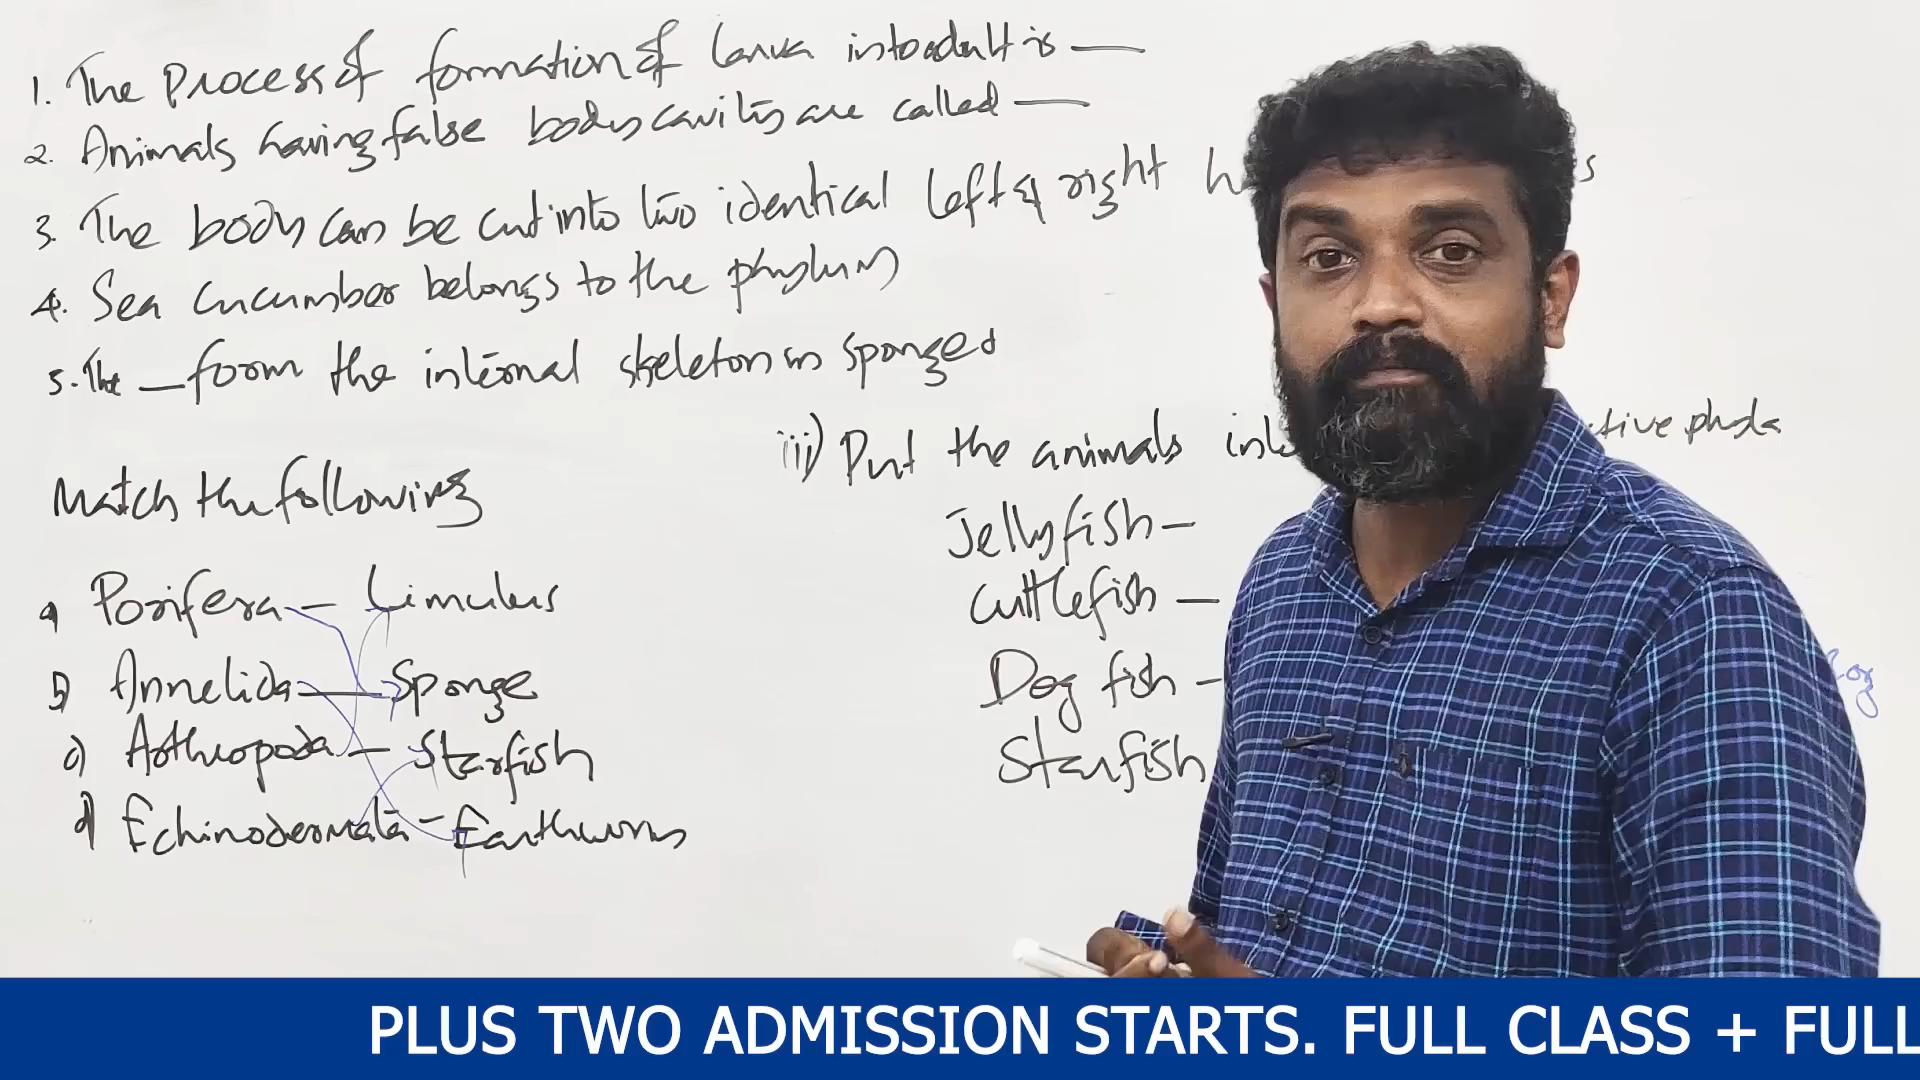 1. The Process of formation of larva into adult is —
2. Animals having false body cavities are called —
3. The body can be cut into two identical left & right
4. Sea cucumber belongs to the phylum
5. The — form the internal skeleton in sponges
Match the following
a) Porifera — Limulus
b) Annelida — Sponge
c) Arthropoda — Starfish
d) Echinodermata - Earthworm
iii) Put the animals
Jellyfish —
Cuttlefish —
Dog fish —
Starfish
PLUS TWO ADMISSION STARTS. FULL CLASS + FULL